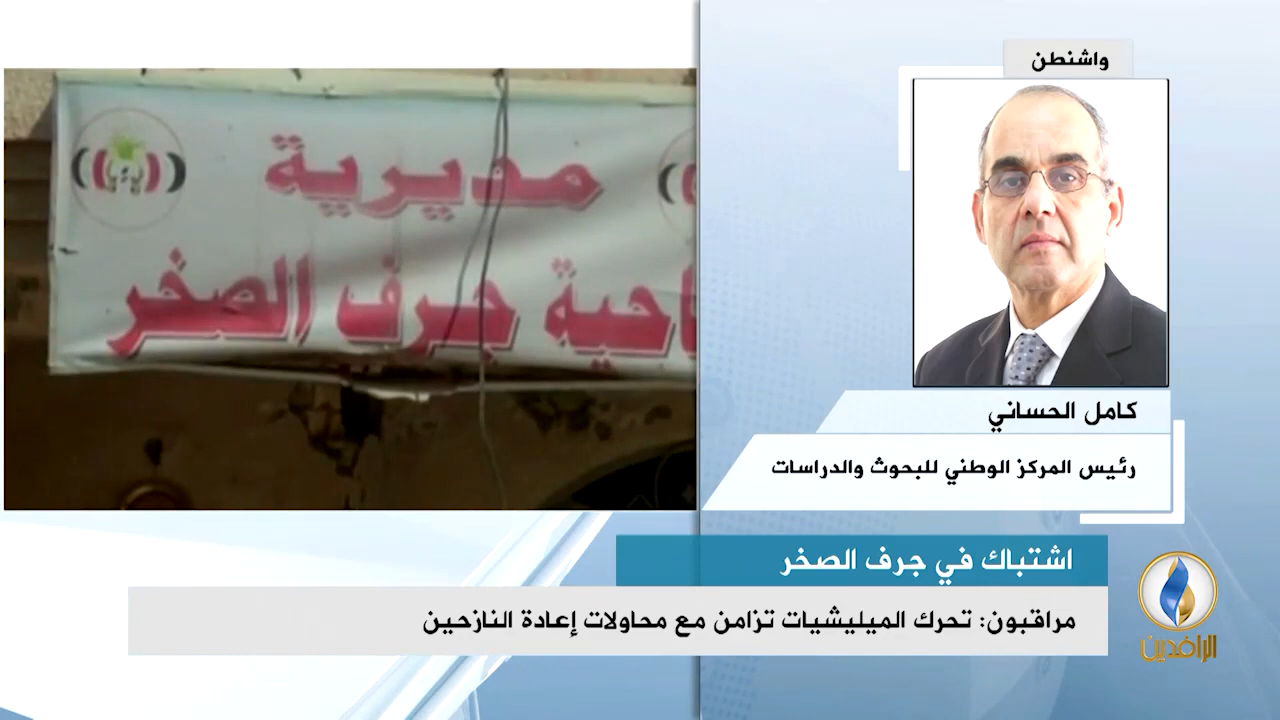 واشنطن
مديرية
ناحية جرف الصخر
كامل الحساني
رئيس المركز الوطني للبحوث والدراسات
اشتباك في جرف الصخر
مراقبون: تحرك الميليشيات تزامن مع محاولات إعادة النازحين
الرافدين